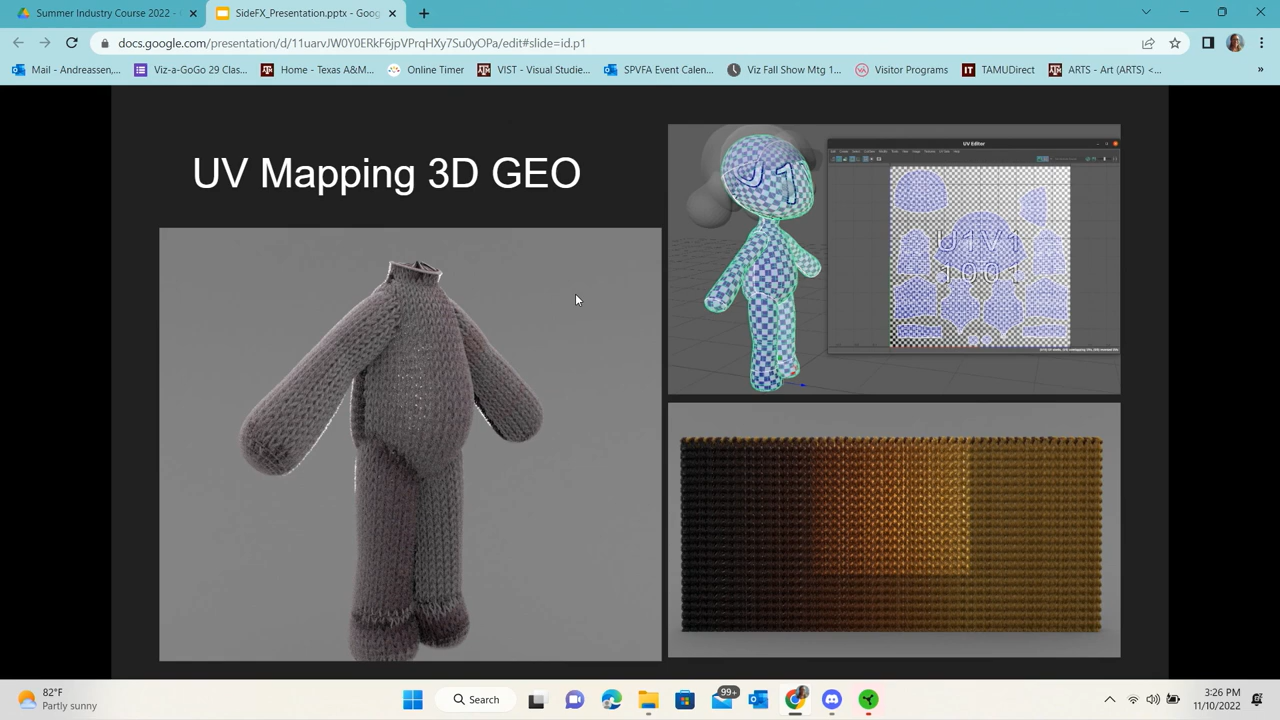 Summer Industry Course 2022 -
SideFX_Presentation.pptx - Goog
docs.google.com/presentation/d/11uarvJW0Y0ERkF6jpVPrqHXy7Su0yOPa/edit#slide=id.p1
Mail - Andreassen,...
Viz-a-GoGo 29 Clas...
Home - Texas A&M...
Online Timer
VIST - Visual Studie...
SPVFA Event Calen...
Viz Fall Show Mtg 1...
Visitor Programs
TAMUDirect
ARTS - Art (ARTS) <...
»
UV Mapping 3D GEO
U 1
UV Editor
U1V1
1001
82°F
Partly sunny
Search
99+
3:26 PM
11/10/2022